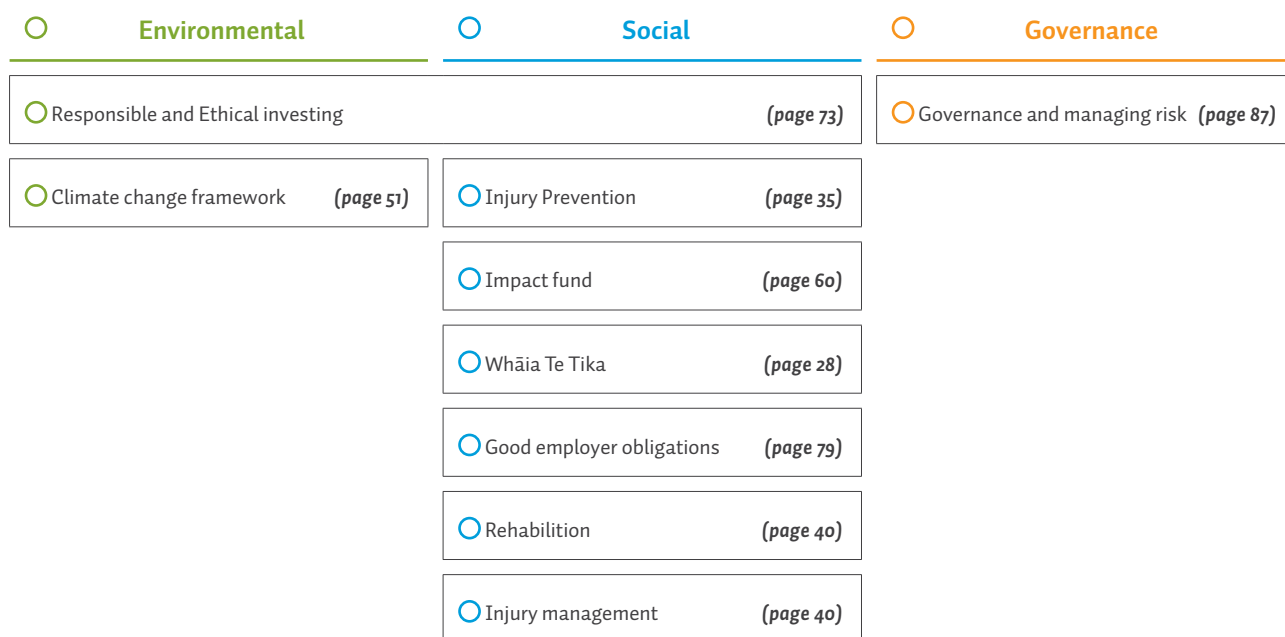 Environmental
Social
Governance
Responsible and Ethical investing (page 73)
Governance and managing risk (page 87)
Climate change framework (page 51)
Injury Prevention (page 35)
Impact fund (page 60)
Whāia Te Tika (page 28)
Good employer obligations (page 79)
Rehabilition (page 40)
Injury management (page 40)